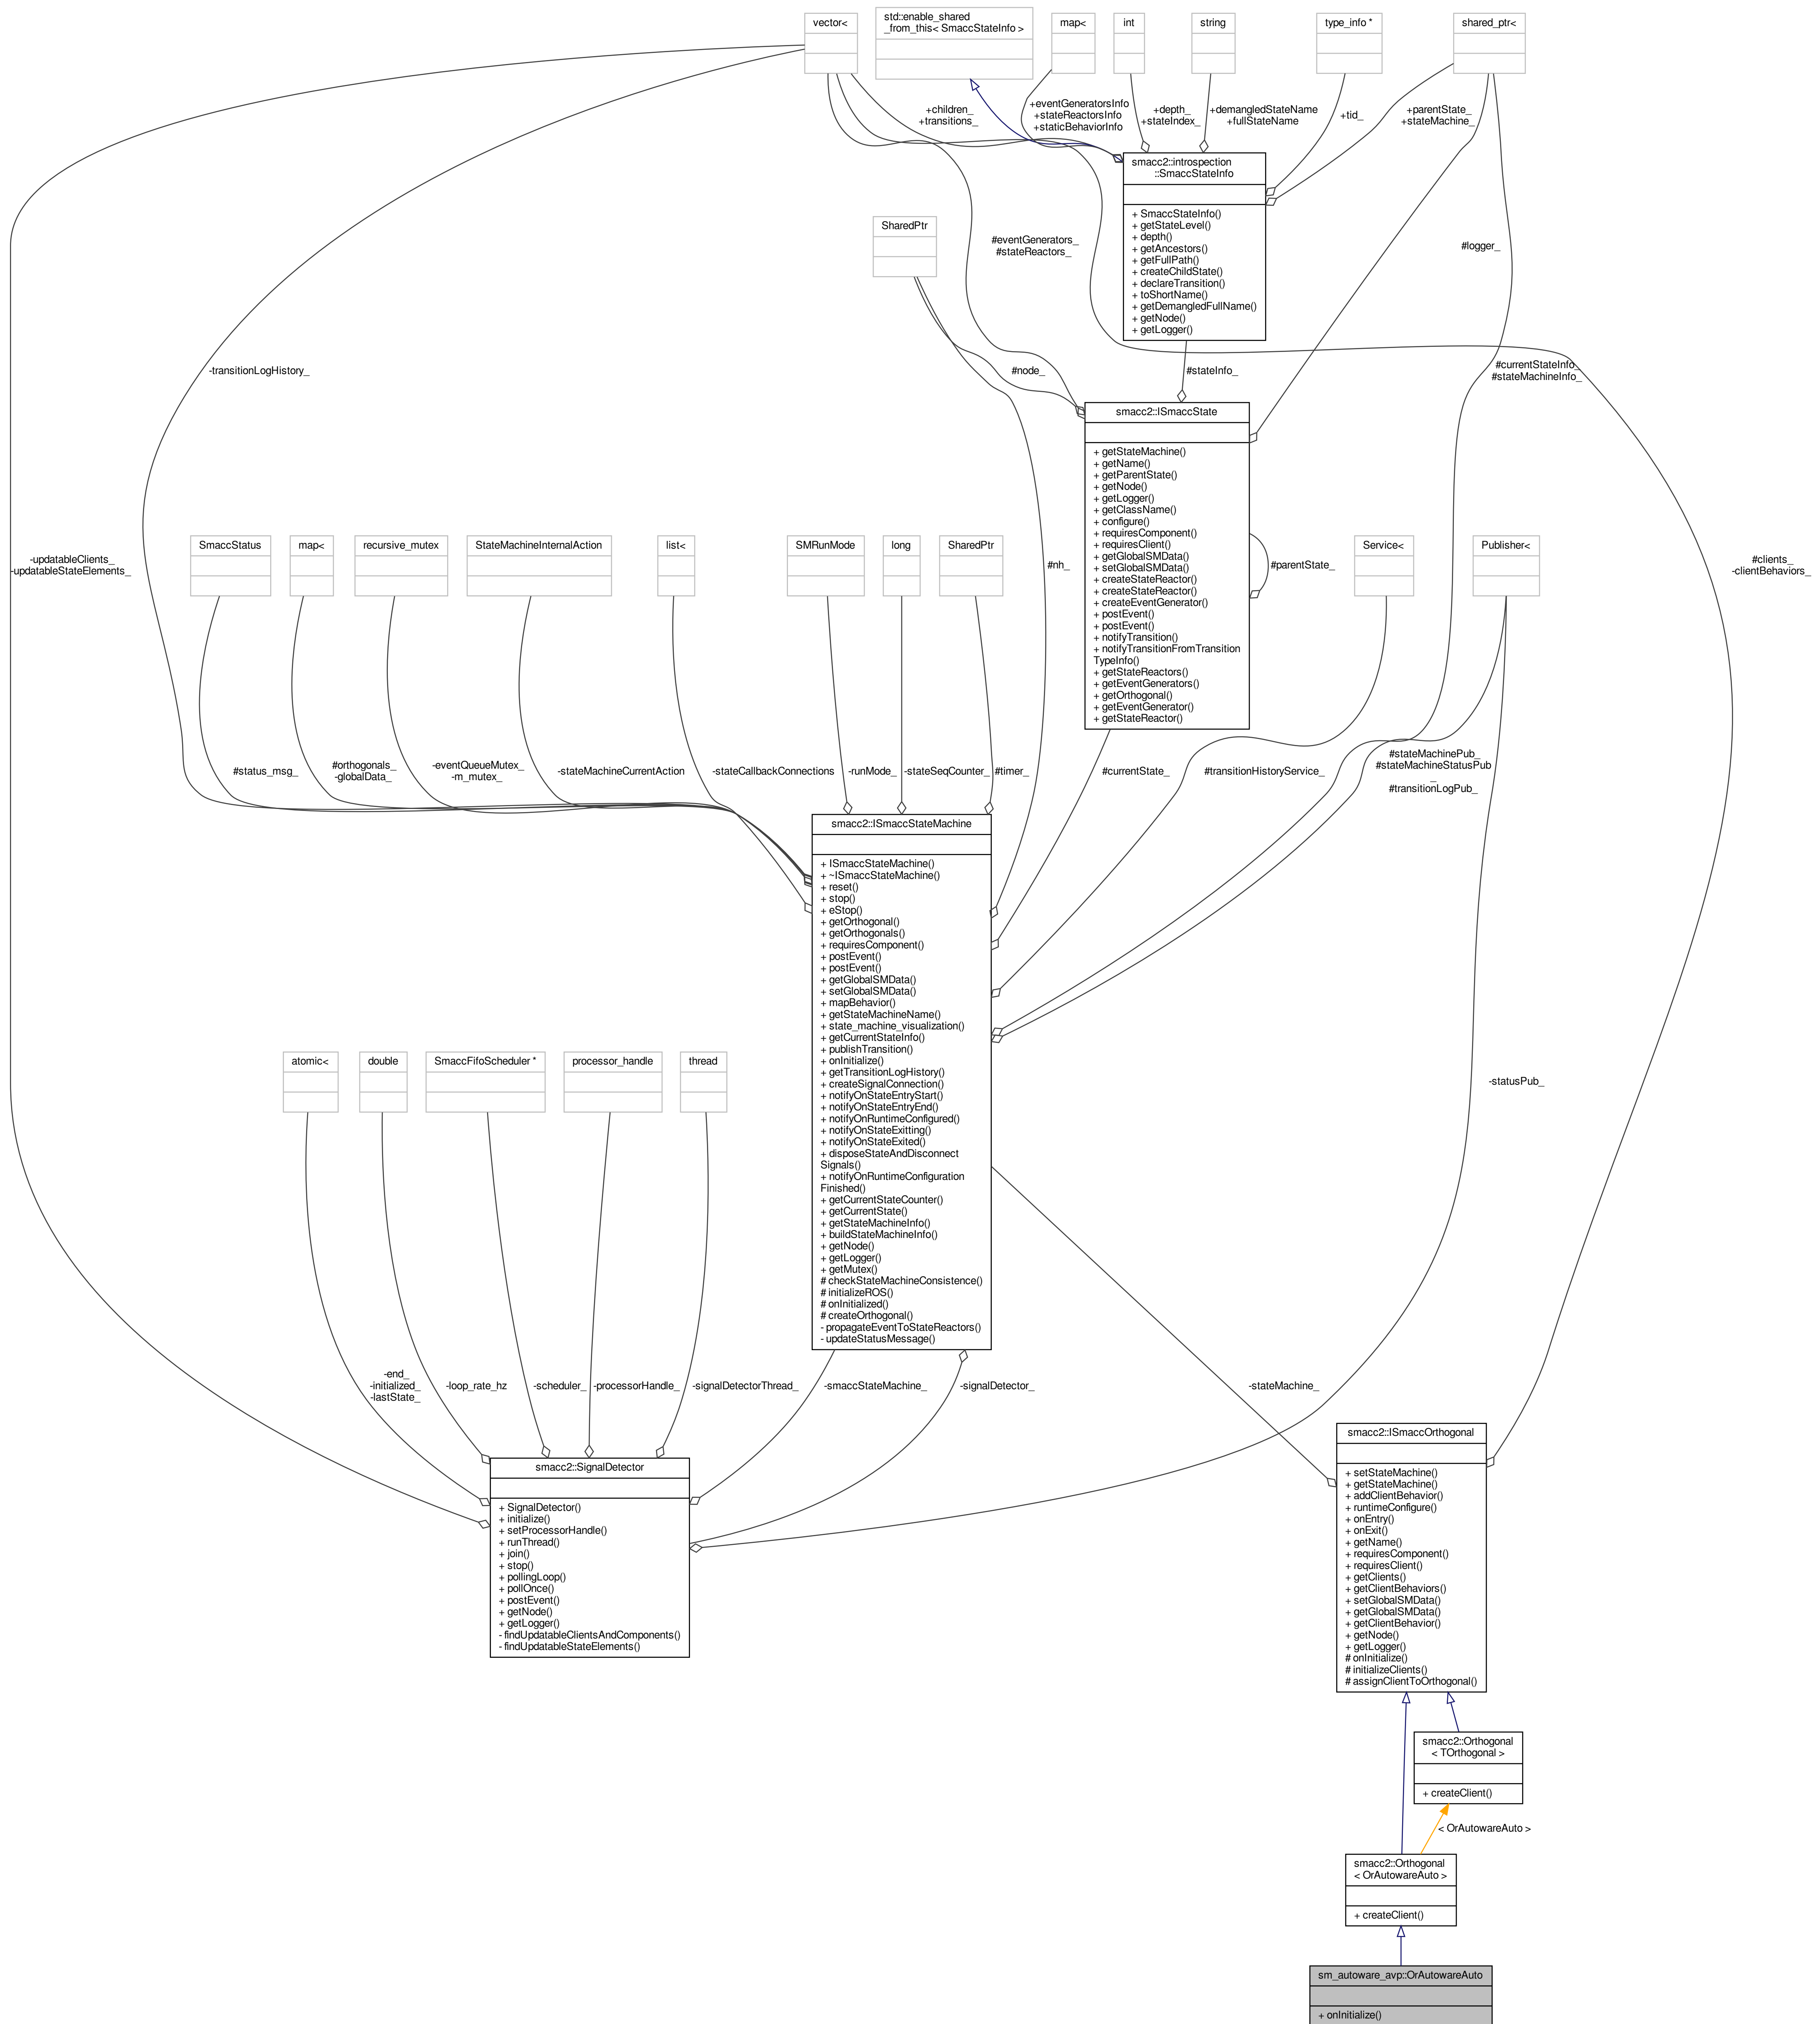 vector<
std::enable_shared
_from_this< SmaccStateInfo >
map<
int
string
type_info *
shared_ptr<
+children_
+transitions_
+eventGeneratorsInfo
+stateReactorsInfo
+staticBehaviorInfo
+depth_
+stateIndex_
+demangledStateName
+fullStateName
+tid_
+parentState_
+stateMachine_
smacc2::introspection
::SmaccStateInfo
+ SmaccStateInfo()
+ getStateLevel()
+ depth()
+ getAncestors()
+ getFullPath()
+ createChildState()
+ declareTransition()
+ toShortName()
+ getDemangledFullName()
+ getNode()
+ getLogger()
SharedPtr
#eventGenerators_
#stateReactors_
#logger_
-transitionLogHistory_
#node_
#stateInfo_
#currentStateInfo_
#stateMachineInfo_
smacc2::ISmaccState
+ getStateMachine()
+ getName()
+ getParentState()
+ getNode()
+ getLogger()
+ getClassName()
+ configure()
+ requiresComponent()
+ requiresClient()
+ getGlobalSMData()
+ setGlobalSMData()
+ createStateReactor()
+ createStateReactor()
+ createEventGenerator()
+ postEvent()
+ postEvent()
+ notifyTransition()
+ notifyTransitionFromTransition
TypeInfo()
+ getStateReactors()
+ getEventGenerators()
+ getOrthogonal()
+ getEventGenerator()
+ getStateReactor()
-updatableClients_
-updatableStateElements_
SmaccStatus
map<
recursive_mutex
StateMachineInternalAction
list<
SMRunMode
long
SharedPtr
#nh_
#parentState_
Service<
Publisher<
#clients_
-clientBehaviors_
#status_msg_
#orthogonals_
-globalData_
-eventQueueMutex_
-m_mutex_
-stateMachineCurrentAction
-stateCallbackConnections
-runMode_
-stateSeqCounter_
#timer_
#currentState_
#transitionHistoryService_
#stateMachinePub_
#stateMachineStatusPub
_
#transitionLogPub_
smacc2::ISmaccStateMachine
+ ISmaccStateMachine()
+ ~ISmaccStateMachine()
+ reset()
+ stop()
+ eStop()
+ getOrthogonal()
+ getOrthogonals()
+ requiresComponent()
+ postEvent()
+ postEvent()
+ getGlobalSMData()
+ setGlobalSMData()
+ mapBehavior()
+ getStateMachineName()
+ state_machine_visualization()
+ getCurrentStateInfo()
+ publishTransition()
+ onInitialize()
+ getTransitionLogHistory()
+ createSignalConnection()
+ notifyOnStateEntryStart()
+ notifyOnStateEntryEnd()
+ notifyOnRuntimeConfigured()
+ notifyOnStateExitting()
+ notifyOnStateExited()
+ disposeStateAndDisconnect
Signals()
+ notifyOnRuntimeConfiguration
Finished()
+ getCurrentStateCounter()
+ getCurrentState()
+ getStateMachineInfo()
+ buildStateMachineInfo()
+ getNode()
+ getLogger()
+ getMutex()
# checkStateMachineConsistence()
# initializeROS()
# onInitialized()
# createOrthogonal()
- propagateEventToStateReactors()
- updateStatusMessage()
atomic<
double
SmaccFifoScheduler *
processor_handle
thread
-statusPub_
-end_
-initialized_
-lastState_
-loop_rate_hz
-scheduler_
-processorHandle_
-signalDetectorThread_
-smaccStateMachine_
-signalDetector_
-stateMachine_
smacc2::SignalDetector
+ SignalDetector()
+ initialize()
+ setProcessorHandle()
+ runThread()
+ join()
+ stop()
+ pollingLoop()
+ pollOnce()
+ postEvent()
+ getNode()
+ getLogger()
- findUpdatableClientsAndComponents()
- findUpdatableStateElements()
smacc2::ISmaccOrthogonal
+ setStateMachine()
+ getStateMachine()
+ addClientBehavior()
+ runtimeConfigure()
+ onEntry()
+ onExit()
+ getName()
+ requiresComponent()
+ requiresClient()
+ getClients()
+ getClientBehaviors()
+ setGlobalSMData()
+ getGlobalSMData()
+ getClientBehavior()
+ getNode()
+ getLogger()
# onInitialize()
# initializeClients()
# assignClientToOrthogonal()
smacc2::Orthogonal
< TOrthogonal >
+ createClient()
< OrAutowareAuto >
smacc2::Orthogonal
< OrAutowareAuto >
+ createClient()
sm_autoware_avp::OrAutowareAuto
+ onInitialize()